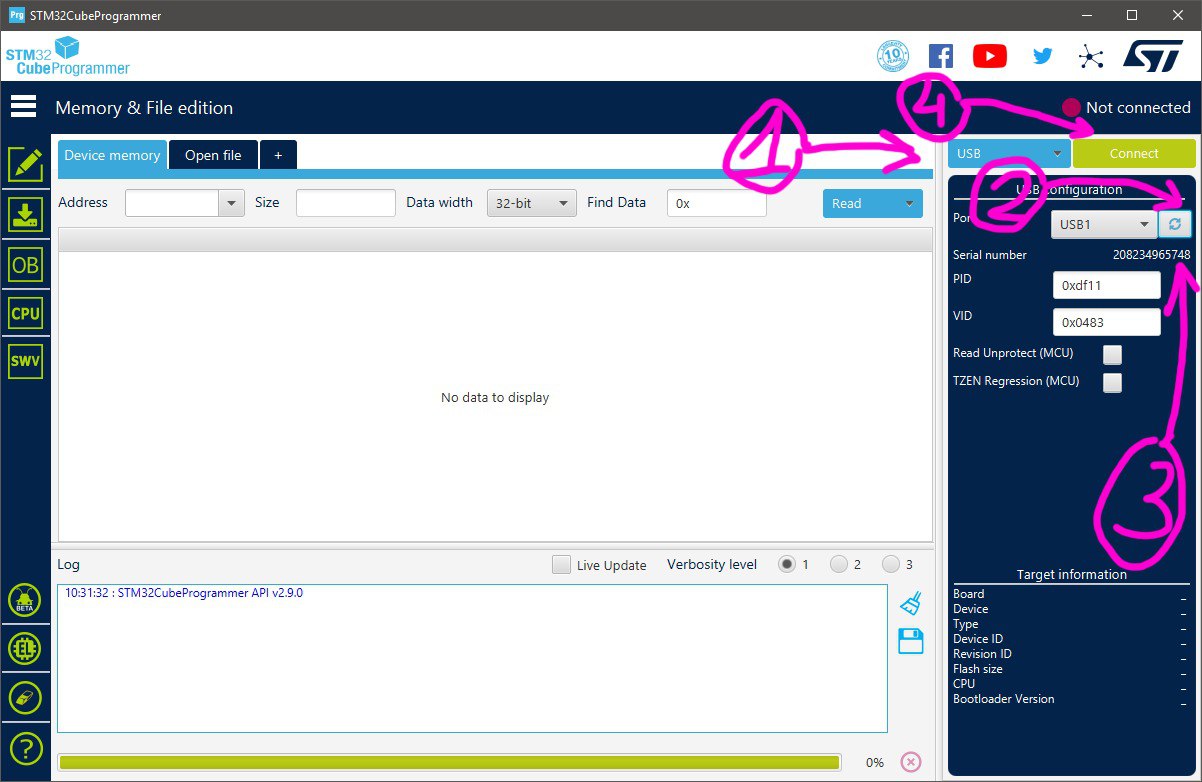 Prg STM32CubeProgrammer
STM32
CubeProgrammer
10
Memory & File edition
4
Not connected
1
Device memory Open file +
USB Connect
2
USB Configuration
Address Size Data width 32-bit Find Data 0x Read
Port USB1
Serial number 208234965748
PID 0xdf11
VID 0x0483
Read Unprotect (MCU)
TZEN Regression (MCU)
OB
CPU
SWV
No data to display
3
Log Live Update Verbosity level 1 2 3
10:31:32 : STM32CubeProgrammer API v2.9.0
Target information
Board -
Device -
Type -
Device ID -
Revision ID -
Flash size -
CPU -
Bootloader Version -
BETA
EL
?
0%